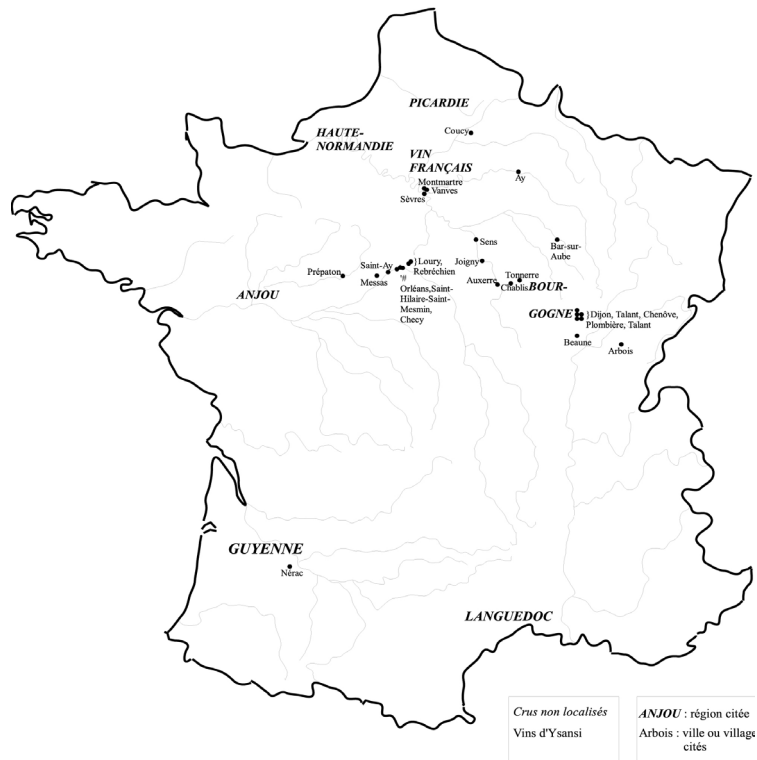 PICARDIE
Coucy
HAUTE-
NORMANDIE
VIN
FRANÇAIS
Montmartre
Vanves
Sèvres
Ay
Sens
Bar-sur-
Aube
Joigny
Saint-Ay
}Loury,
Rebréchien
Prépaton
Messas
Auxerre
Tonnerre
Chablis
BOUR-
ANJOU
Orléans,Saint-
Hilaire-Saint-
Mesmin,
Checy
GOGNE
}Dijon, Talant, Chenôve,
Plombière, Talant
Beaune
Arbois
GUYENNE
Nérac
LANGUEDOC
Crus non localisés
Vins d'Ysansi
ANJOU : région citée
Arbois : ville ou village
cités